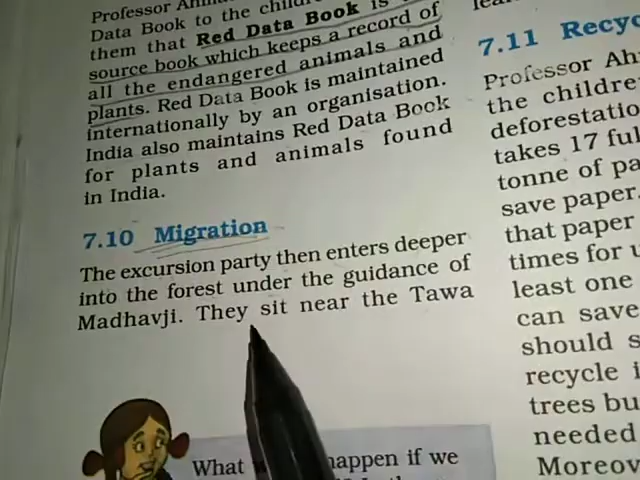 Professor
Data Book to the
them that Red Data Book is
source book which keeps a record of
all the endangered animals and
plants. Red Data Book is maintained
internationally by an organisation.
India also maintains Red Data Book
for plants and animals found
in India.
7.10 Migration
The excursion party then enters deeper
into the forest under the guidance of
Madhavji. They sit near the Tawa
What happen if we
7.11 Recyc
Professor Ah
the childre
deforestatio
takes 17 ful
tonne of pa
save paper.
that paper
times for u
least one
can save
should s
recycle i
trees bu
needed
Moreov